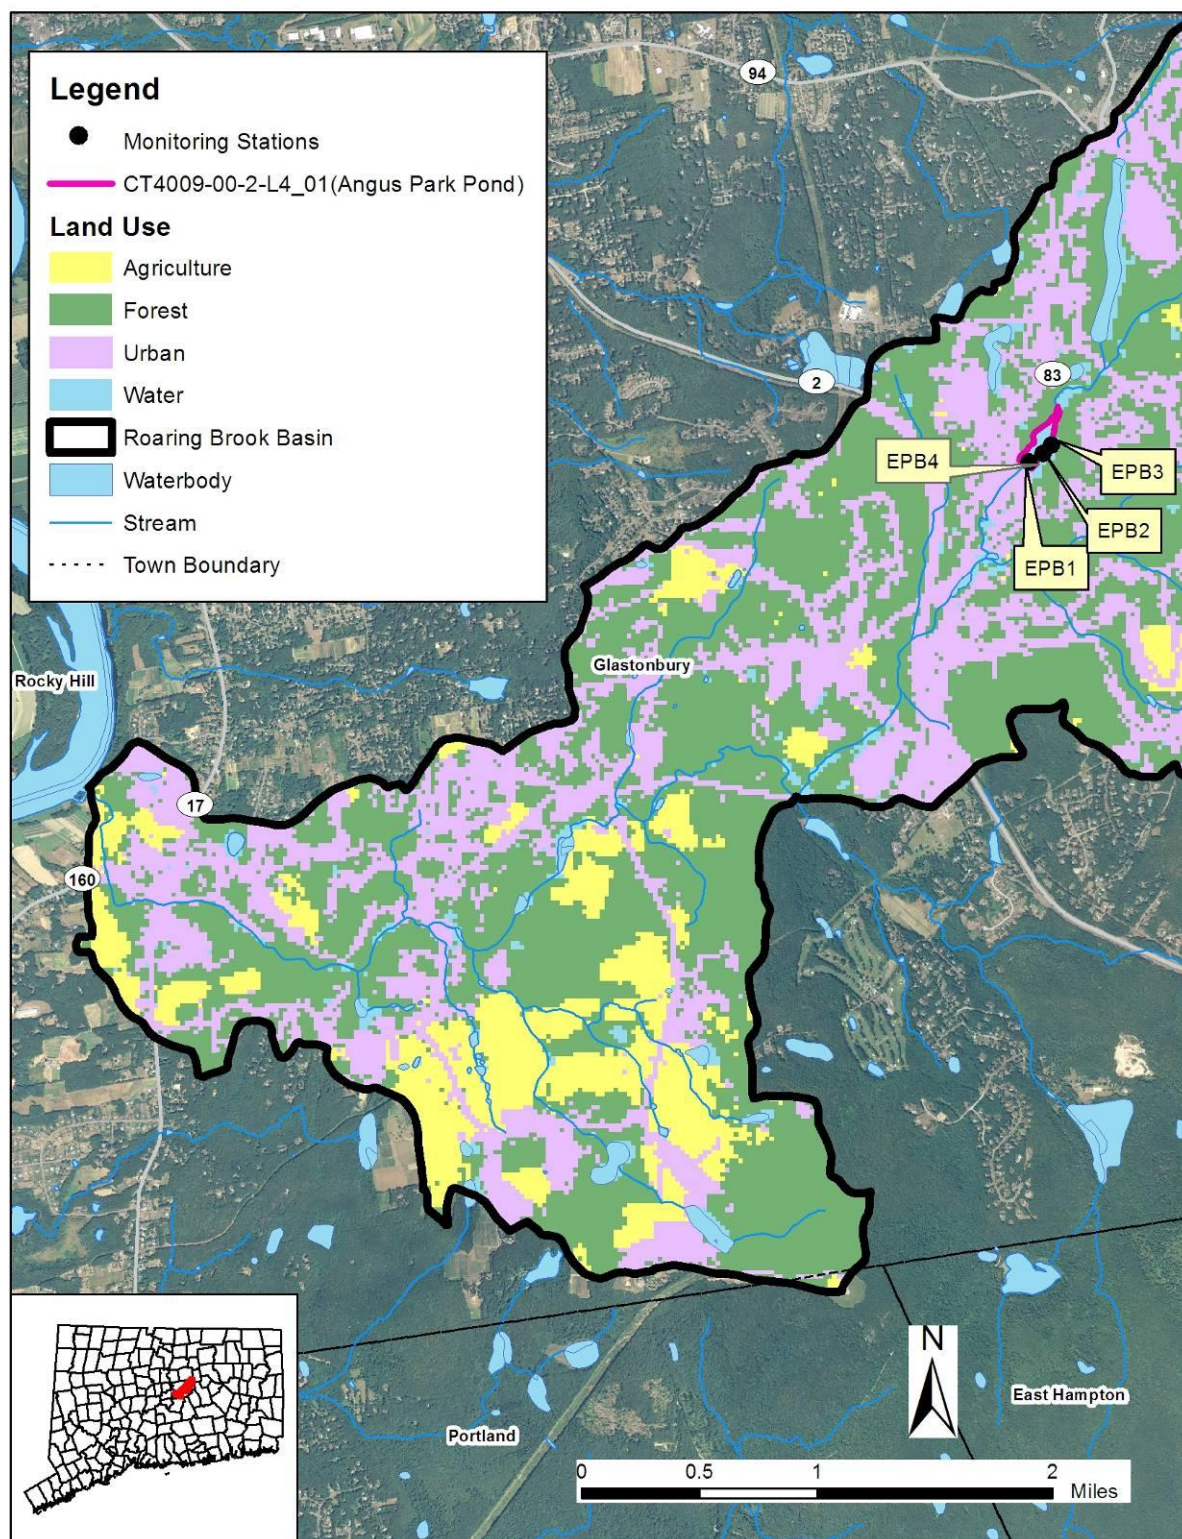 Legend
Monitoring Stations
CT4009-00-2-L4_01(Angus Park Pond)
Land Use
Agriculture
Forest
Urban
Water
Roaring Brook Basin
Waterbody
Stream
Town Boundary
94
2
83
EPB4
EPB3
EPB2
EPB1
Glastonbury
Rocky Hill
17
160
N
East Hampton
Portland
0 0.5 1 2
Miles